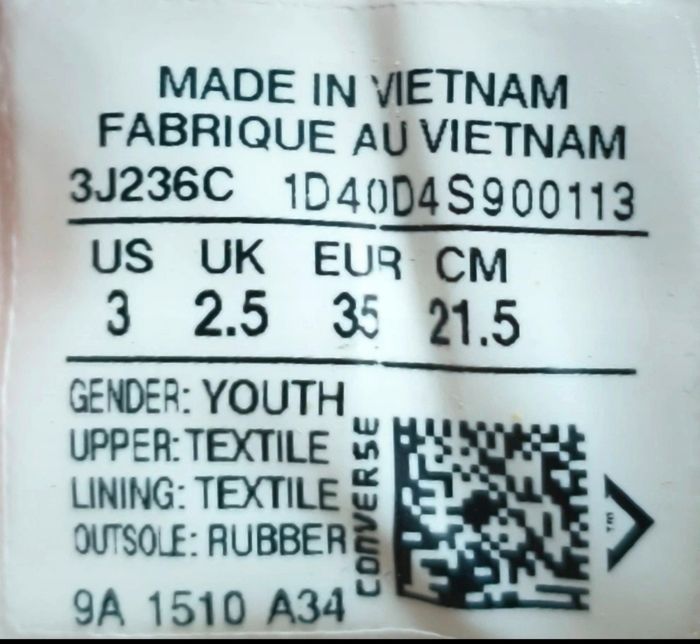 MADE IN VIETNAM
FABRIQUE AU VIETNAM
3J236C 1D40D4S900113
US UK EUR CM
3 2.5 35 21.5
GENDER: YOUTH
UPPER: TEXTILE
LINING: TEXTILE
OUTSOLE: RUBBER
9A 1510 A34
CONVERSE
TM